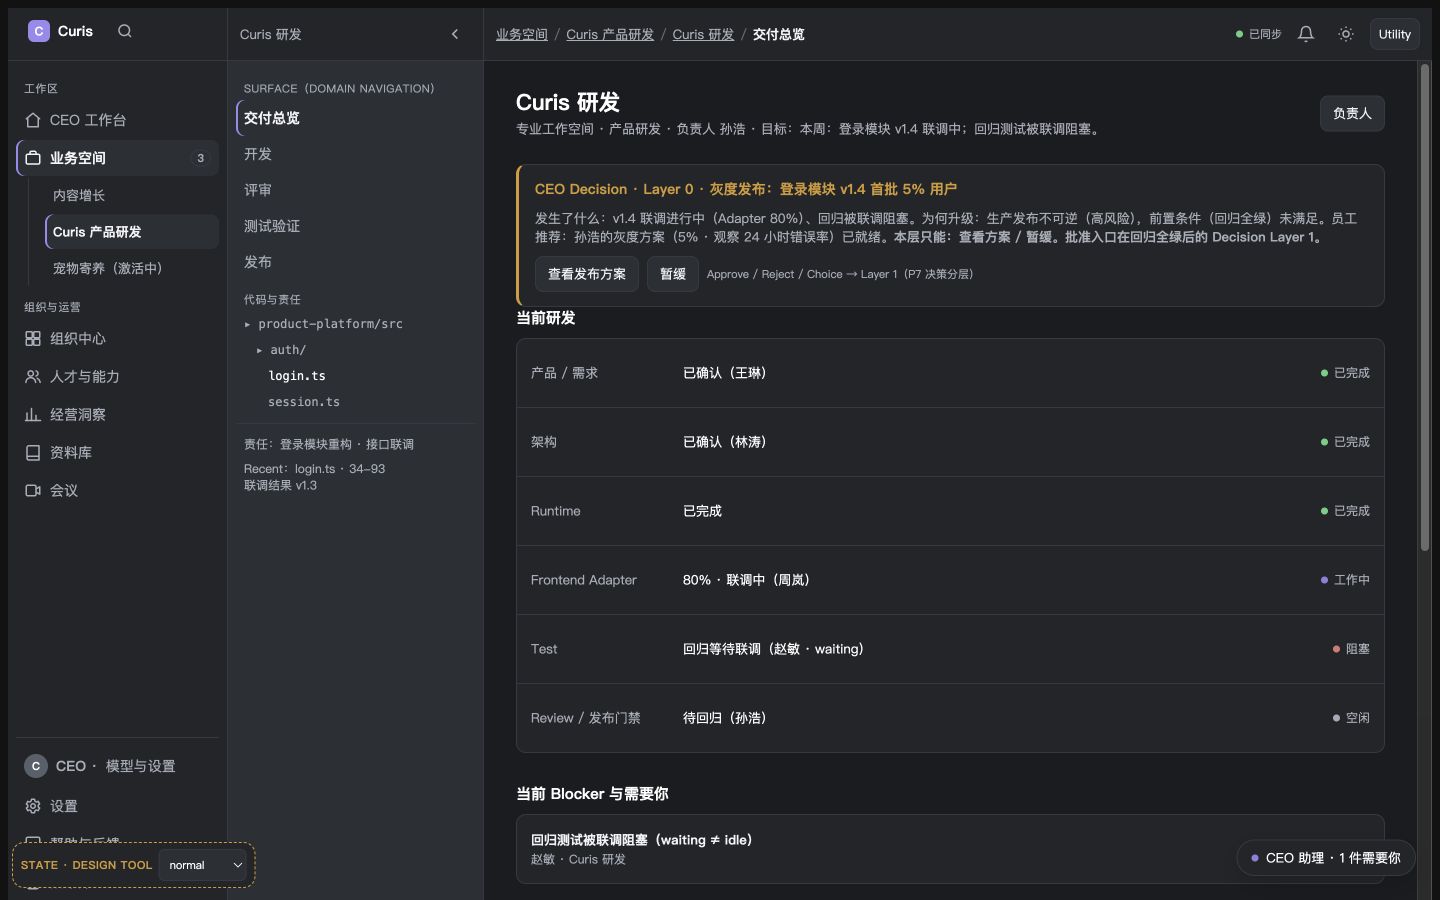 C Curis
工作区
CEO 工作台
业务空间 3
内容增长
Curis 产品研发
宠物寄养（激活中）
组织与运营
组织中心
人才与能力
经营洞察
资料库
会议
C CEO · 模型与设置
设置
STATE · DESIGN TOOL normal
Curis 研发
SURFACE（DOMAIN NAVIGATION）
交付总览
开发
评审
测试验证
发布
代码与责任
▸ product-platform/src
▸ auth/
login.ts
session.ts
责任：登录模块重构 · 接口联调
Recent：login.ts · 34–93
联调结果 v1.3
业务空间 / Curis 产品研发 / Curis 研发 / 交付总览
已同步
Utility
Curis 研发
专业工作空间 · 产品研发 · 负责人 孙浩 · 目标：本周：登录模块 v1.4 联调中；回归测试被联调阻塞。
负责人
CEO Decision · Layer 0 · 灰度发布：登录模块 v1.4 首批 5% 用户
发生了什么：v1.4 联调进行中（Adapter 80%）、回归被联调阻塞。为何升级：生产发布不可逆（高风险），前置条件（回归全绿）未满足。员工
推荐：孙浩的灰度方案（5% · 观察 24 小时错误率）已就绪。本层只能：查看方案 / 暂缓。批准入口在回归全绿后的 Decision Layer 1。
查看发布方案 暂缓 Approve / Reject / Choice → Layer 1（P7 决策分层）
当前研发
产品 / 需求 已确认（王琳） 已完成
架构 已确认（林涛） 已完成
Runtime 已完成 已完成
Frontend Adapter 80% · 联调中（周岚） 工作中
Test 回归等待联调（赵敏 · waiting） 阻塞
Review / 发布门禁 待回归（孙浩） 空闲
当前 Blocker 与需要你
回归测试被联调阻塞（waiting ≠ idle）
赵敏 · Curis 研发
CEO 助理 · 1 件需要你